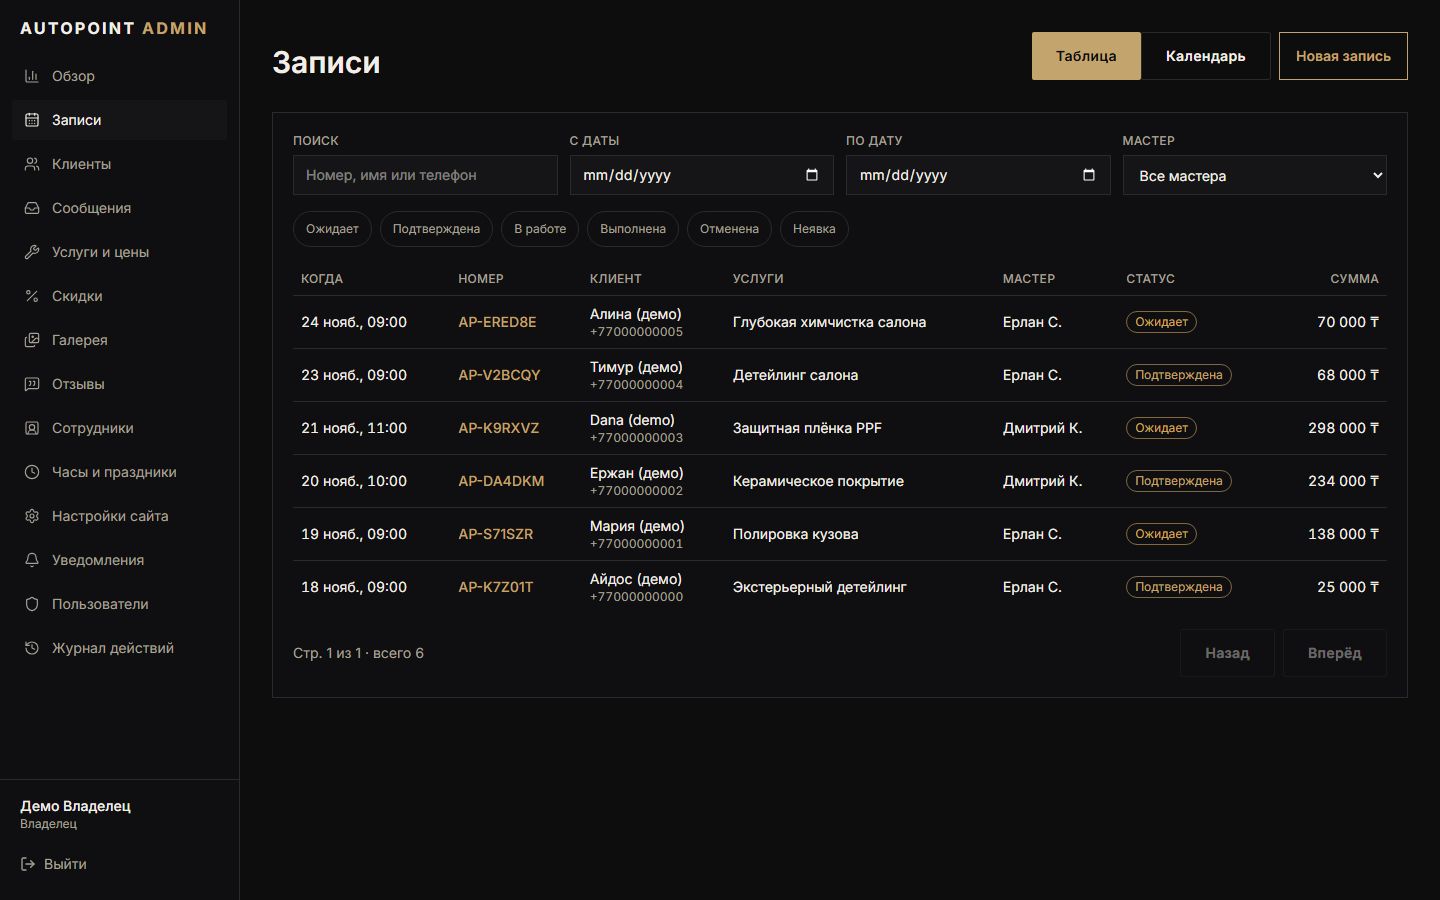 AUTOPOINT ADMIN
Обзор
Записи
Клиенты
Сообщения
Услуги и цены
Скидки
Галерея
Отзывы
Сотрудники
Часы и праздники
Настройки сайта
Уведомления
Пользователи
Журнал действий
Демо Владелец
Владелец
Выйти
Записи
Таблица Календарь Новая запись
ПОИСК С ДАТЫ ПО ДАТУ МАСТЕР
Номер, имя или телефон mm/dd/yyyy mm/dd/yyyy Все мастера
Ожидает Подтверждена В работе Выполнена Отменена Неявка
КОГДА НОМЕР КЛИЕНТ УСЛУГИ МАСТЕР СТАТУС СУММА
24 нояб., 09:00 AP-ERED8E Алина (демо) Глубокая химчистка салона Ерлан С. Ожидает 70 000 ₸
+77000000005
23 нояб., 09:00 AP-V2BCQY Тимур (демо) Детейлинг салона Ерлан С. Подтверждена 68 000 ₸
+77000000004
21 нояб., 11:00 AP-K9RXVZ Dana (demo) Защитная плёнка PPF Дмитрий К. Ожидает 298 000 ₸
+77000000003
20 нояб., 10:00 AP-DA4DKM Ержан (демо) Керамическое покрытие Дмитрий К. Подтверждена 234 000 ₸
+77000000002
19 нояб., 09:00 AP-S71SZR Мария (демо) Полировка кузова Ерлан С. Ожидает 138 000 ₸
+77000000001
18 нояб., 09:00 AP-K7Z01T Айдос (демо) Экстерьерный детейлинг Ерлан С. Подтверждена 25 000 ₸
+77000000000
Стр. 1 из 1 · всего 6 Назад Вперёд